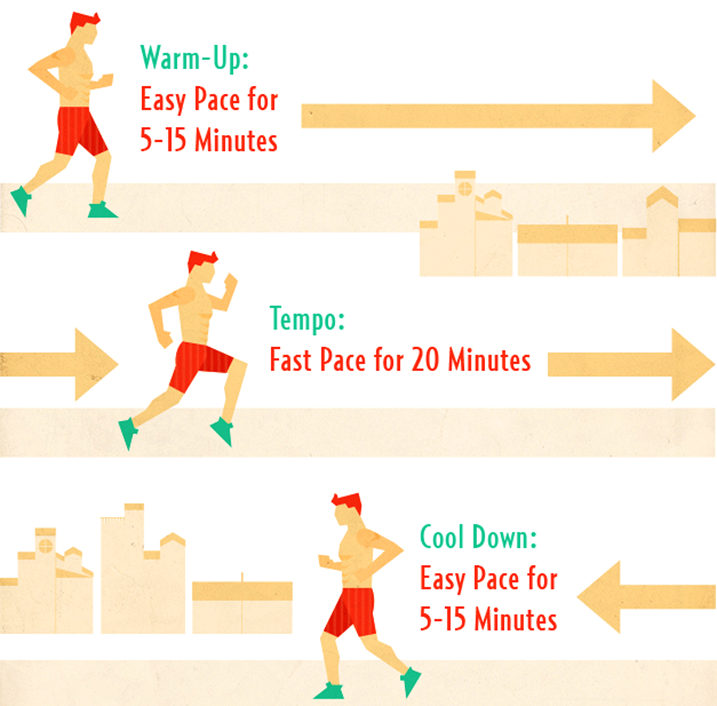 Warm-Up:
Easy Pace for
5-15 Minutes
Tempo:
Fast Pace for 20 Minutes
Cool Down:
Easy Pace for
5-15 Minutes